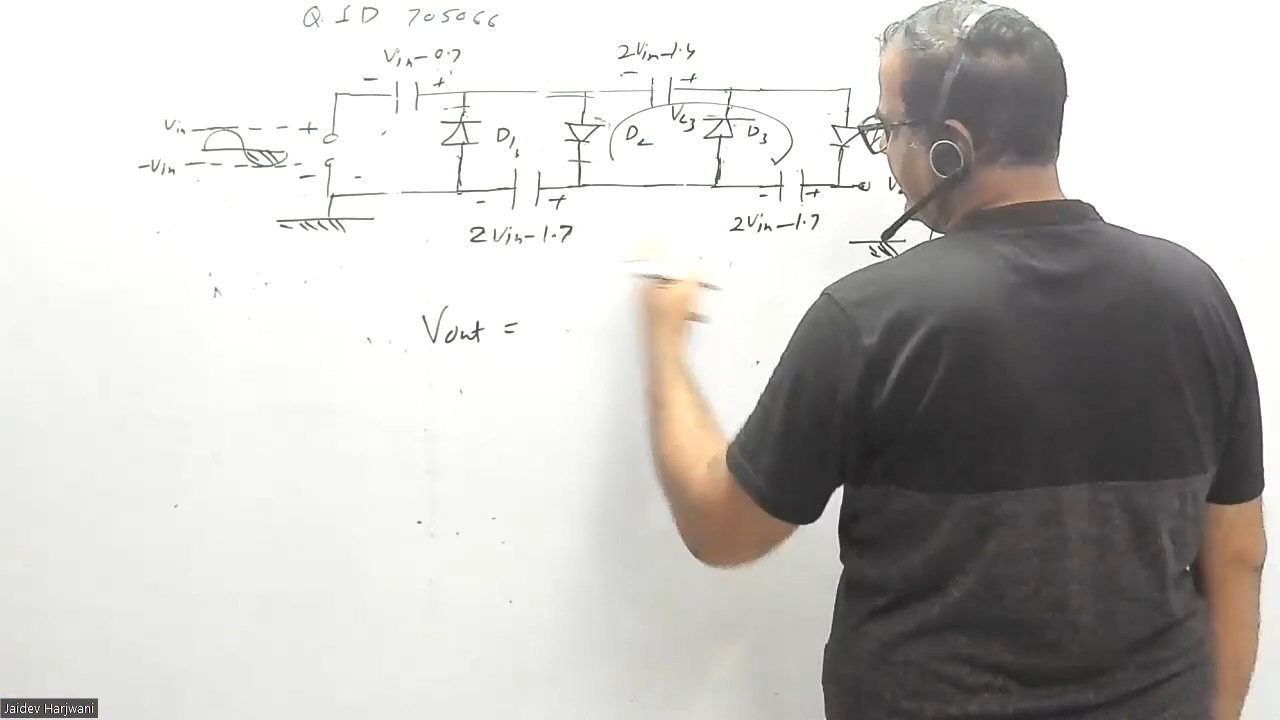 Q I D 705066
Vin-0.7
2Vin-1.4
Vin
+
-Vin
-
- +
- +
D1
D2
VC3
D3
- +
- +
2Vin-1.7
2Vin-1.7
Vout =
Jaidev Harjwani